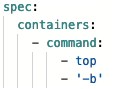 spec:
  containers:
    - command:
        - top
        - '-b'